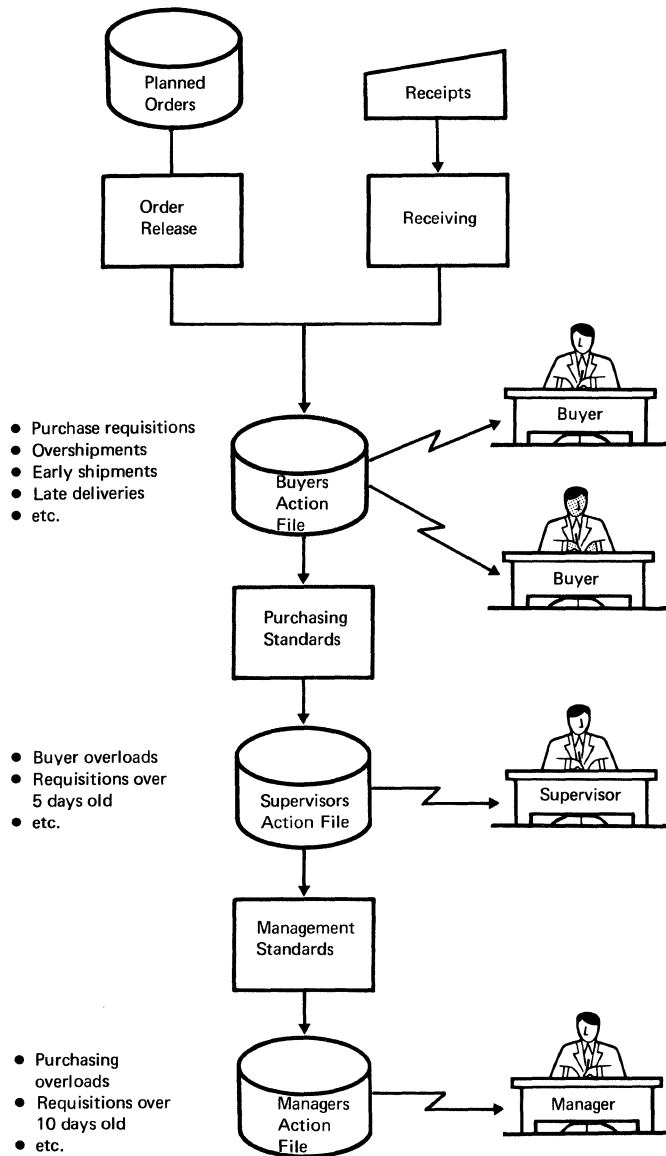 Planned
Orders
Receipts
Order
Release
Receiving
● Purchase requisitions
● Overshipments
● Early shipments
● Late deliveries
● etc.
Buyers
Action
File
Buyer
Buyer
Purchasing
Standards
● Buyer overloads
● Requisitions over
5 days old
● etc.
Supervisors
Action File
Supervisor
Management
Standards
● Purchasing
overloads
● Requisitions over
10 days old
● etc.
Managers
Action
File
Manager